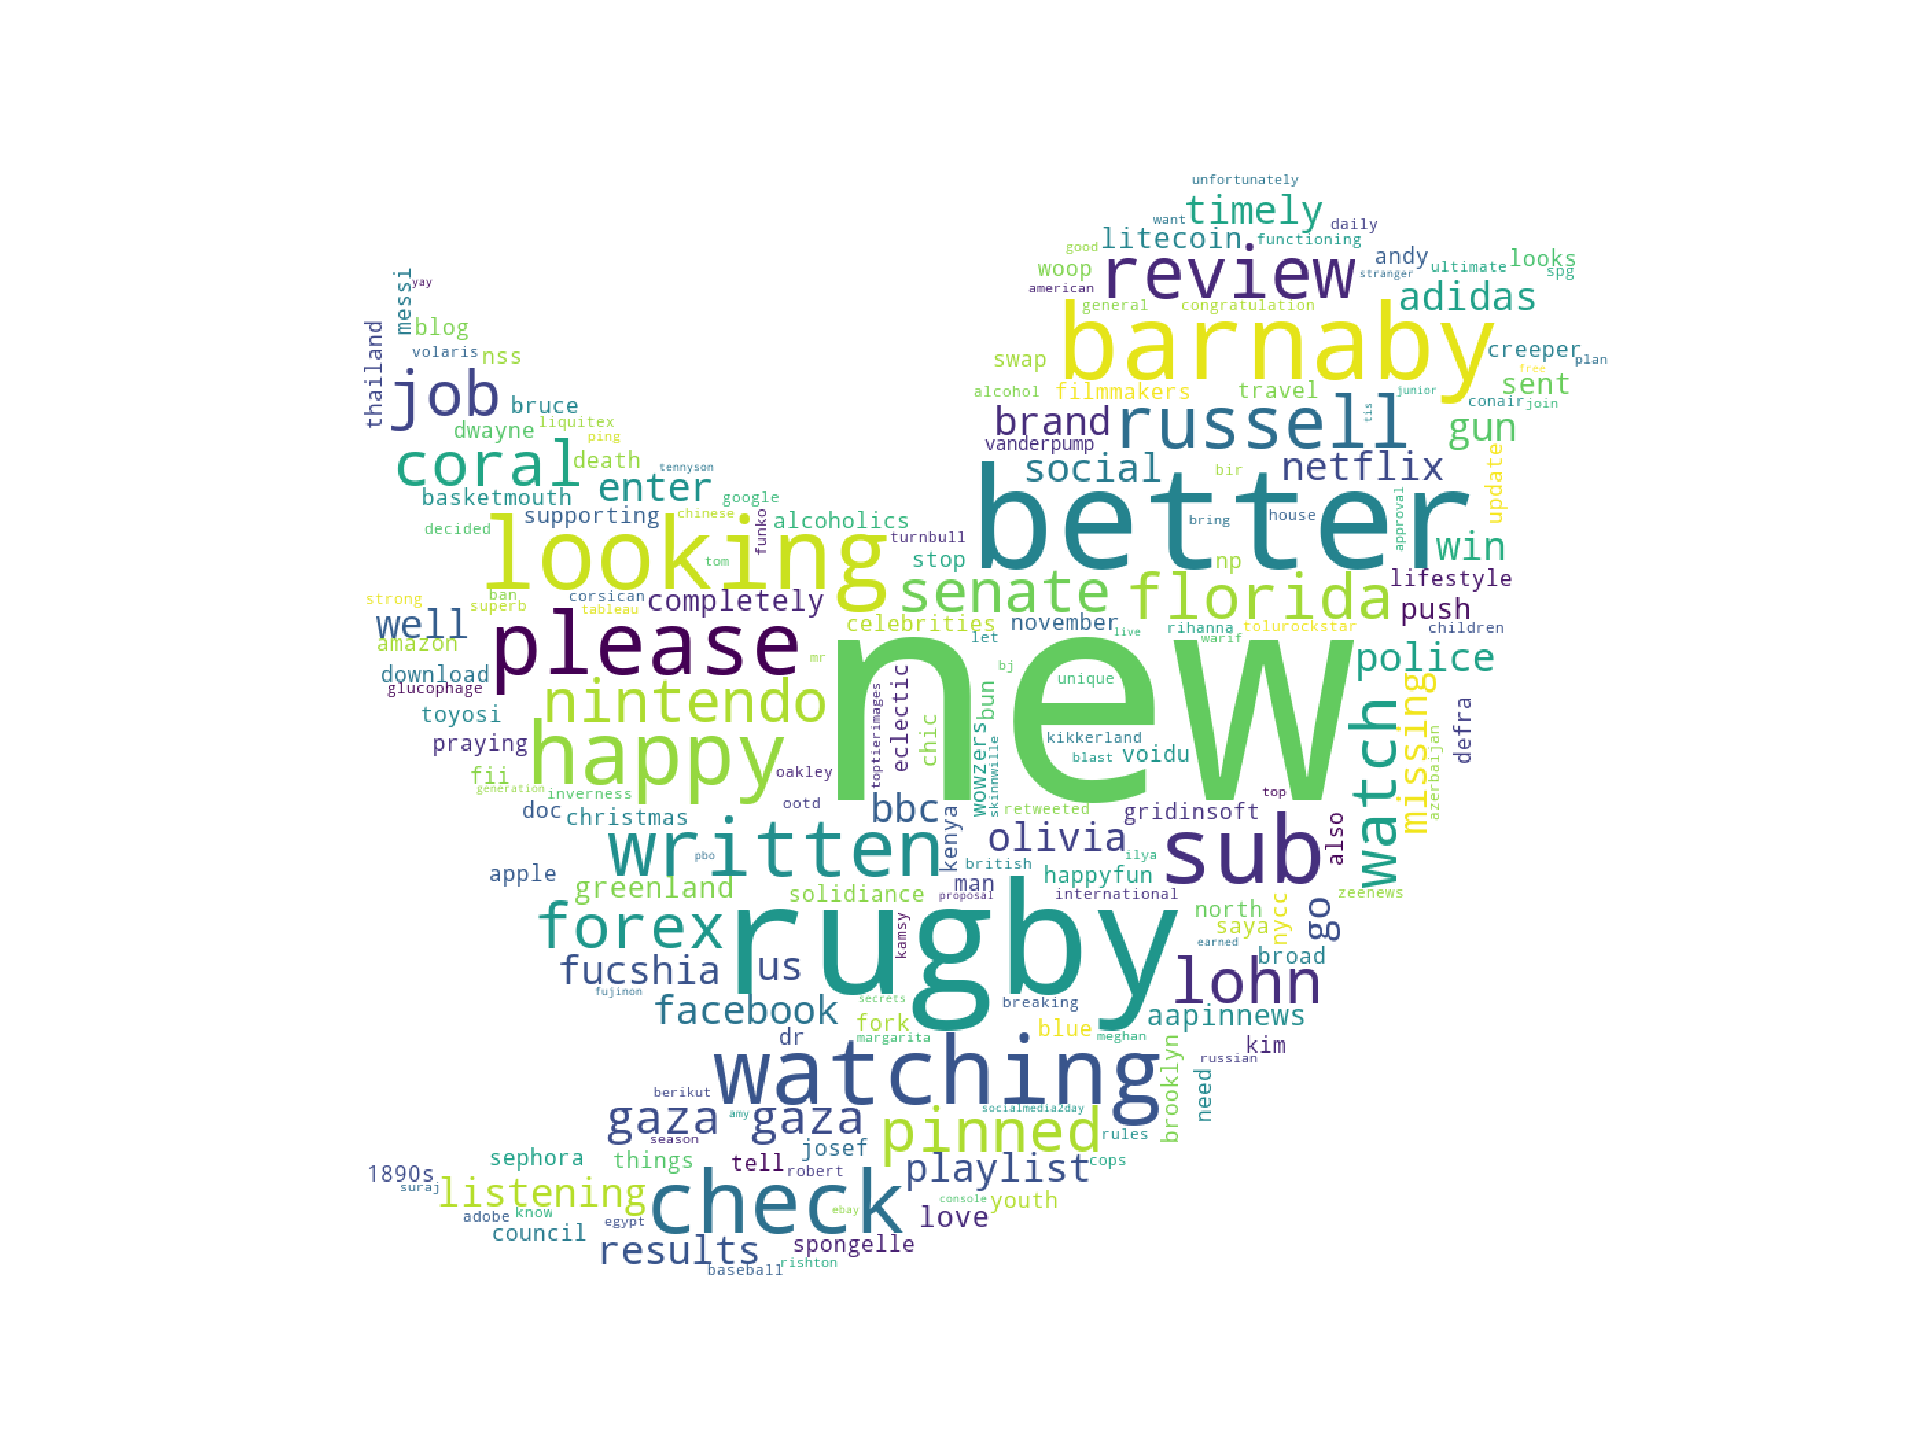 unfortunately
want timely daily
good litecoin functioning
woop review andy ultimate looks
american stranger spg
messi yay
general congratulation adidas
thailand blog barnaby
volaris nss swap creeper plan
job alcohol filmmakers travel junior free sent
bruce brand russell tis conair join
dwayne liquitex vanderpump gun
ping
coral death tennyson social bir netflix
basketmouth enter google better approval update
supporting chinese funko alcoholics bring house
decided looking turnbull win
tom stop np
strong ban corsican completely senate florida lifestyle
superb tableau push
well please celebrities november rihanna tolurockstar children
amazon let live warif
download mr new bj police
glucophage nintendo toptierimages eclectic unique watch missing
toyosi happy chic bun defra
praying wowzers kikkerland voidu azerbaijan
fii oakley blast
generation inverness ootd skinnwille top
doc christmas bbc retweeted gridinsoft
written kenya olivia sub also
pbo british ilya
apple man happyfun
greenland solidiance proposal international zeenews
forex rugby north go
kamsy saya nycc
fucshia us earned broad
fujinon lohn
facebook secrets breaking aapinnews
fork blue
dr margarita meghan kim
watching brooklyn russian
berikut need
gaza amy gaza socialmedia2day
season pinned rules
josef
sephora things tell playlist cops
1890s robert
suraj listening check console youth
adobe know egypt ebay love
council
results spongelle
baseball rishton